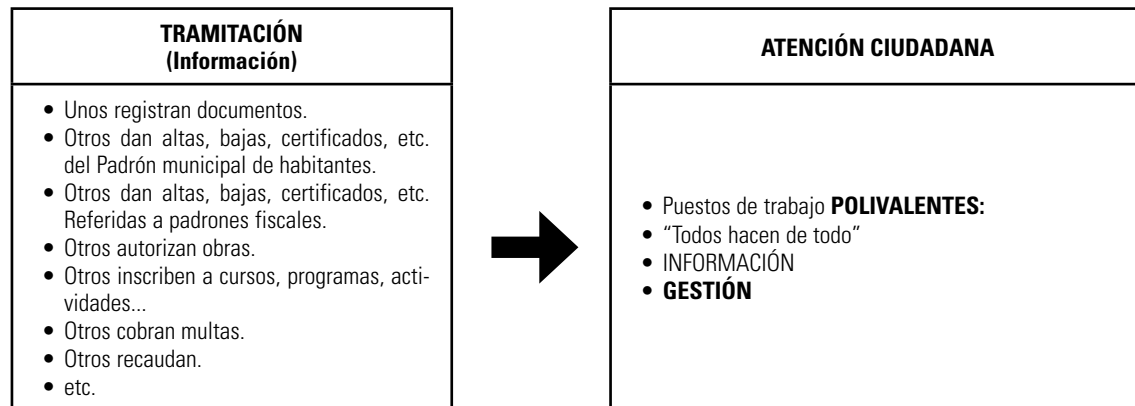 TRAMITACIÓN
(Información)
• Unos registran documentos.
• Otros dan altas, bajas, certificados, etc.
del Padrón municipal de habitantes.
• Otros dan altas, bajas, certificados, etc.
Referidas a padrones fiscales.
• Otros autorizan obras.
• Otros inscriben a cursos, programas, acti-
vidades...
• Otros cobran multas.
• Otros recaudan.
• etc.
ATENCIÓN CIUDADANA
• Puestos de trabajo POLIVALENTES:
• “Todos hacen de todo”
• INFORMACIÓN
• GESTIÓN